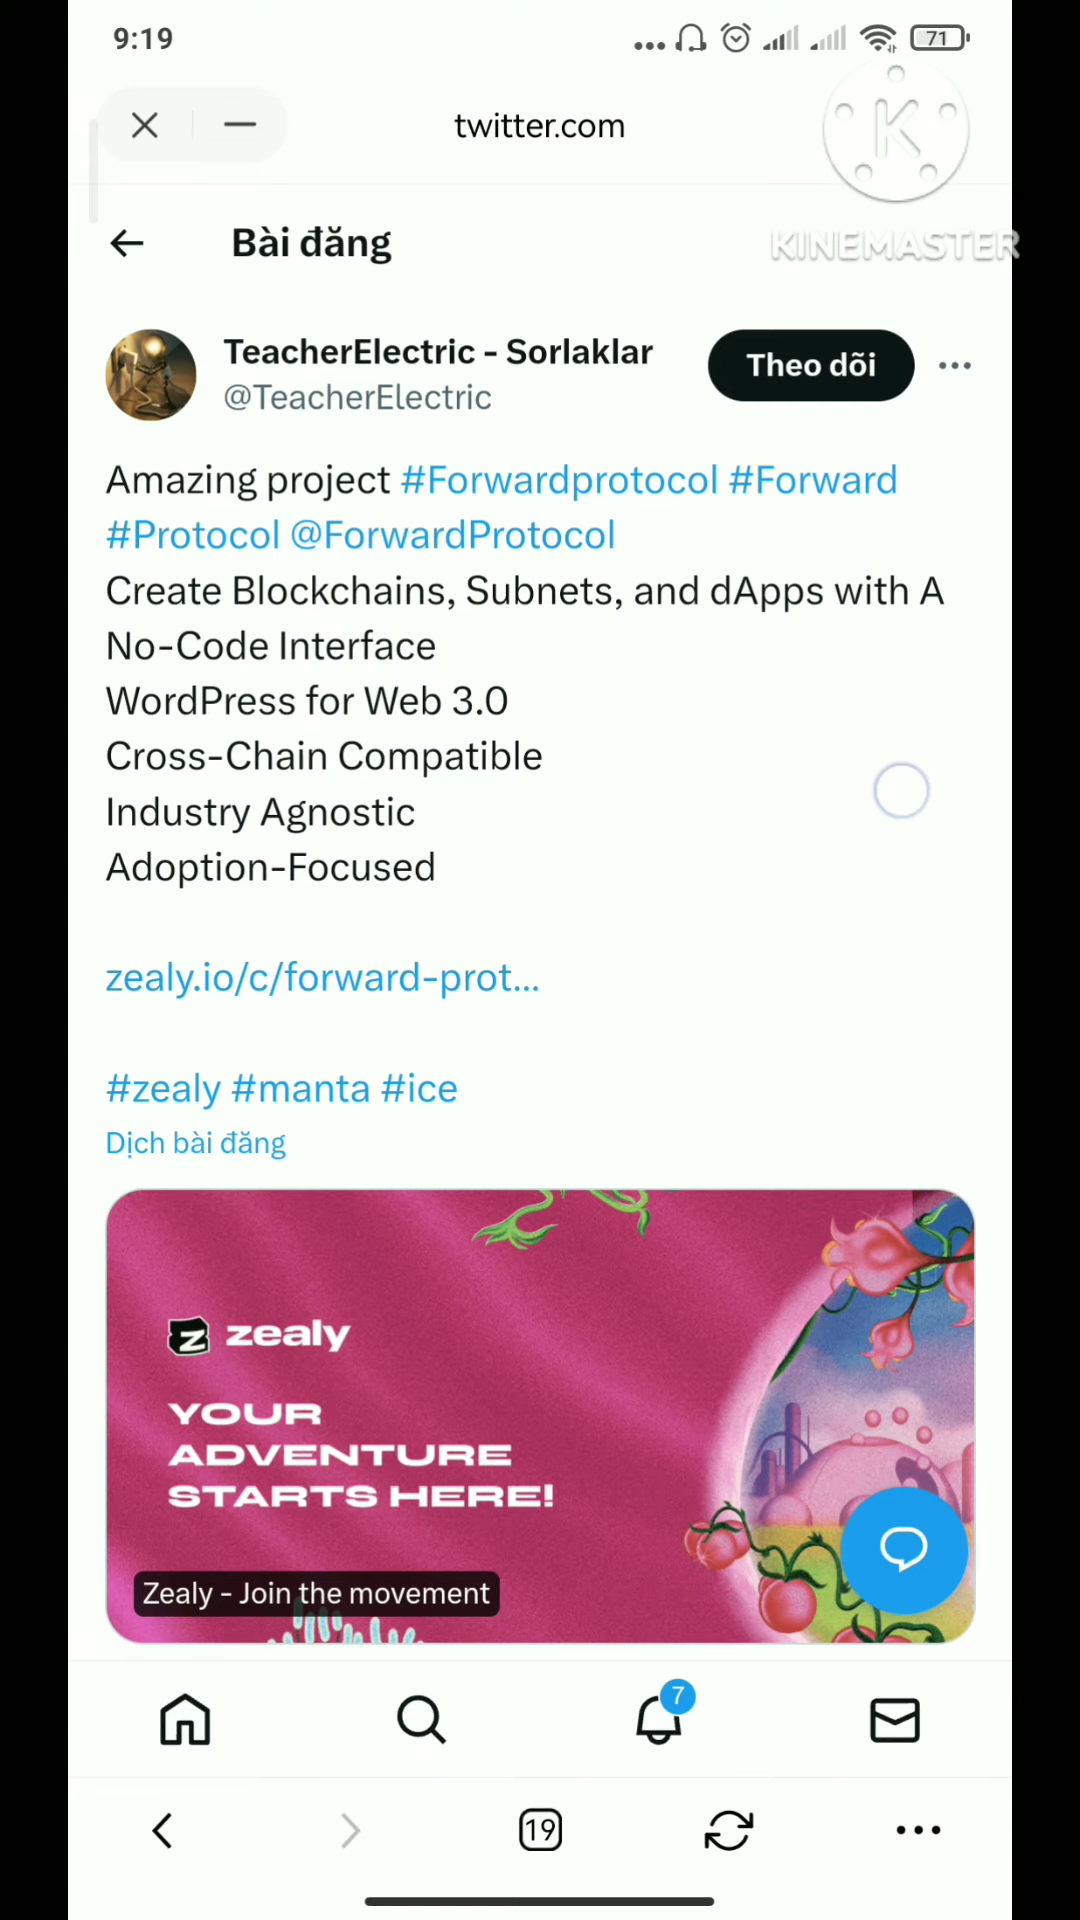 9:19
71
twitter.com
K
KINEMASTER
Bài đăng
TeacherElectric - Sorlaklar
@TeacherElectric
Theo dõi
Amazing project #Forwardprotocol #Forward
#Protocol @ForwardProtocol
Create Blockchains, Subnets, and dApps with A
No-Code Interface
WordPress for Web 3.0
Cross-Chain Compatible
Industry Agnostic
Adoption-Focused
zealy.io/c/forward-prot...
#zealy #manta #ice
Dịch bài đăng
z zealy
YOUR
ADVENTURE
STARTS HERE!
Zealy - Join the movement
7
19